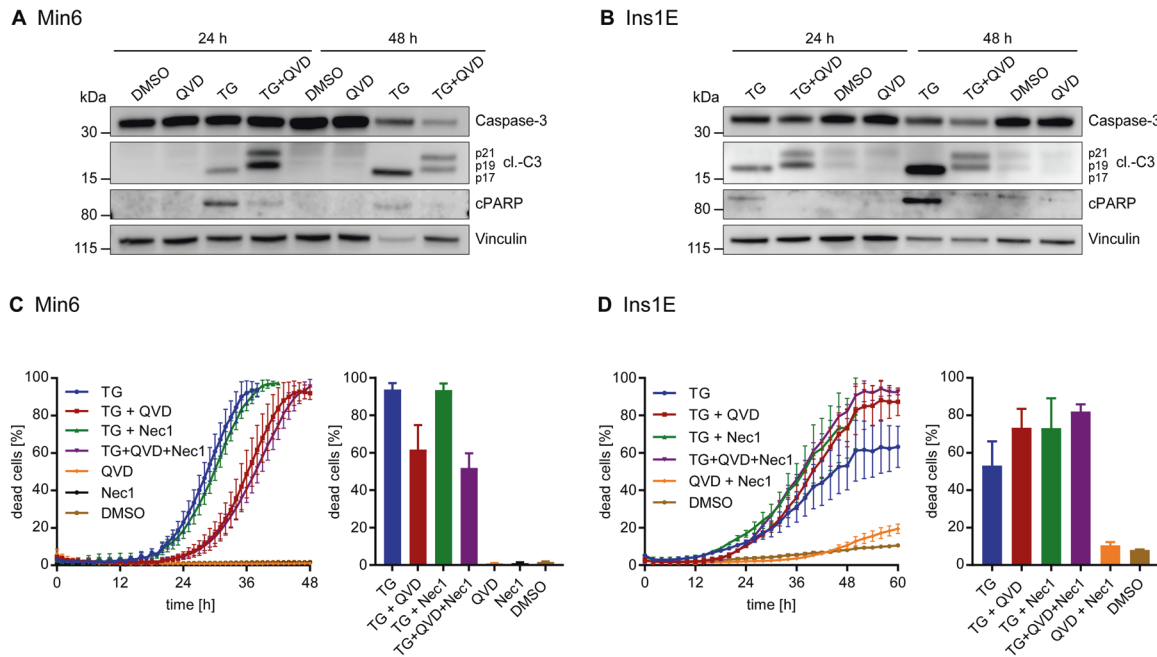 A Min6
24 h
48 h
DMSO
QVD
TG
TG+QVD
DMSO
QVD
TG
TG+QVD
kDa
30
Caspase-3
15
p21
p19
p17
cl.-C3
80
cPARP
115
Vinculin
B Ins1E
24 h
48 h
TG
TG+QVD
DMSO
QVD
TG
TG+QVD
DMSO
QVD
kDa
30
Caspase-3
15
p21
p19
p17
cl.-C3
80
cPARP
115
Vinculin
C Min6
dead cells [%]
100
80
60
40
20
0
TG
TG + QVD
TG + Nec1
TG+QVD+Nec1
QVD
Nec1
DMSO
0
12
24
36
48
time [h]
dead cells [%]
100
80
60
40
20
0
TG
TG + QVD
TG + Nec1
TG+QVD+Nec1
QVD
Nec1
DMSO
D Ins1E
dead cells [%]
100
80
60
40
20
0
TG
TG + QVD
TG + Nec1
TG+QVD+Nec1
QVD + Nec1
DMSO
0
12
24
36
48
60
time [h]
dead cells [%]
100
80
60
40
20
0
TG
TG + QVD
TG + Nec1
TG+QVD+Nec1
QVD + Nec1
DMSO